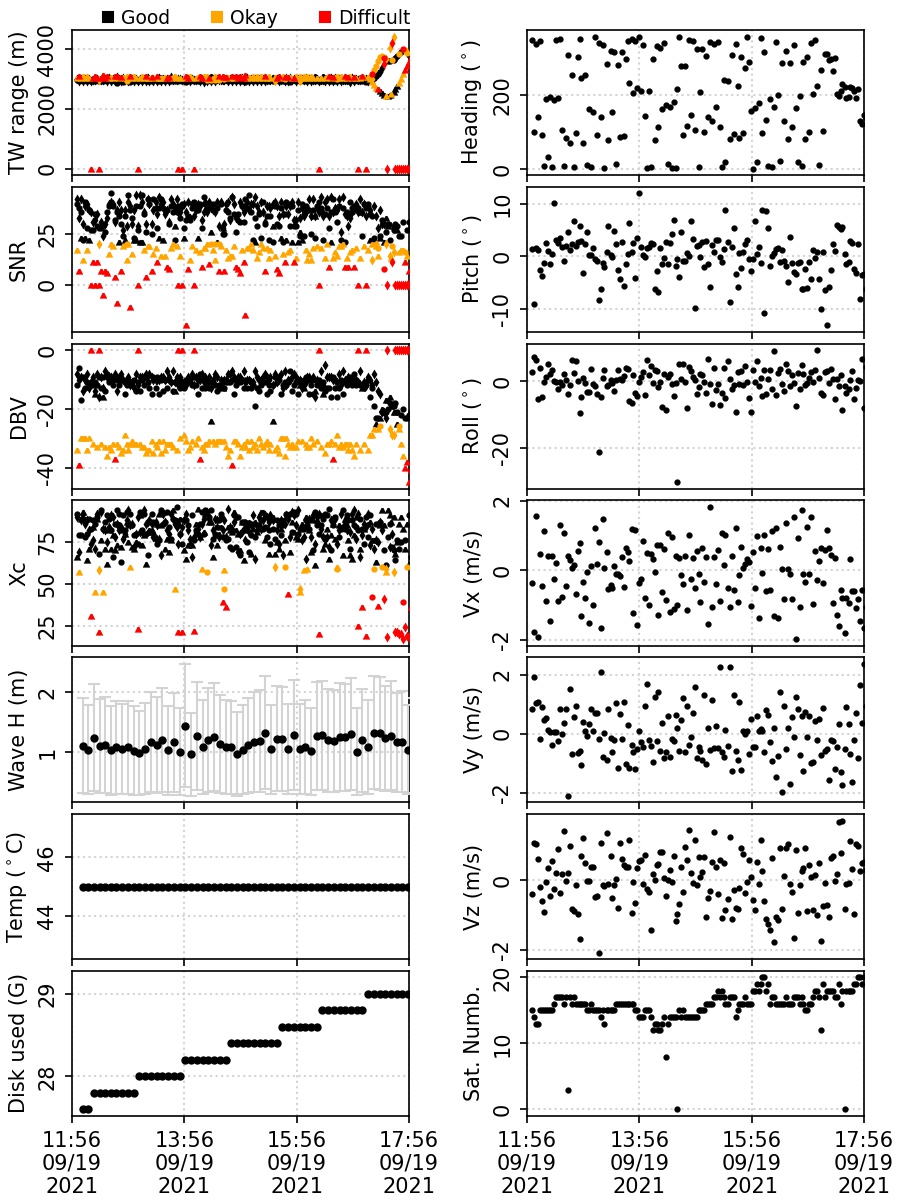 Good Okay Difficult
TW range (m)
4000
2000
0
Heading (°)
200
0
SNR
25
0
Pitch (°)
10
0
-10
DBV
0
-20
-40
Roll (°)
0
-20
Xc
75
50
25
Vx (m/s)
2
0
-2
Wave H (m)
2
1
Vy (m/s)
2
0
-2
Temp (°C)
46
44
Vz (m/s)
0
-2
Disk used (G)
29
28
Sat. Numb.
20
10
0
11:56 13:56 15:56 17:56
09/19 09/19 09/19 09/19
2021 2021 2021 2021
11:56 13:56 15:56 17:56
09/19 09/19 09/19 09/19
2021 2021 2021 2021